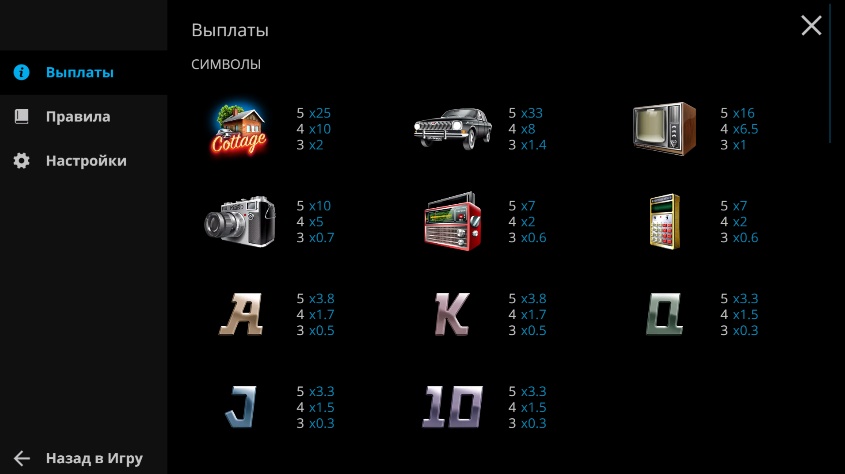 Выплаты
СИМВОЛЫ
Выплаты
Правила
Настройки
Назад в Игру
Cottage
5 x25
4 x10
3 x2
5 x33
4 x8
3 x1.4
5 x16
4 x6.5
3 x1
5 x10
4 x5
3 x0.7
5 x7
4 x2
3 x0.6
5 x7
4 x2
3 x0.6
A
5 x3.8
4 x1.7
3 x0.5
K
5 x3.8
4 x1.7
3 x0.5
Q
5 x3.3
4 x1.5
3 x0.3
J
5 x3.3
4 x1.5
3 x0.3
10
5 x3.3
4 x1.5
3 x0.3